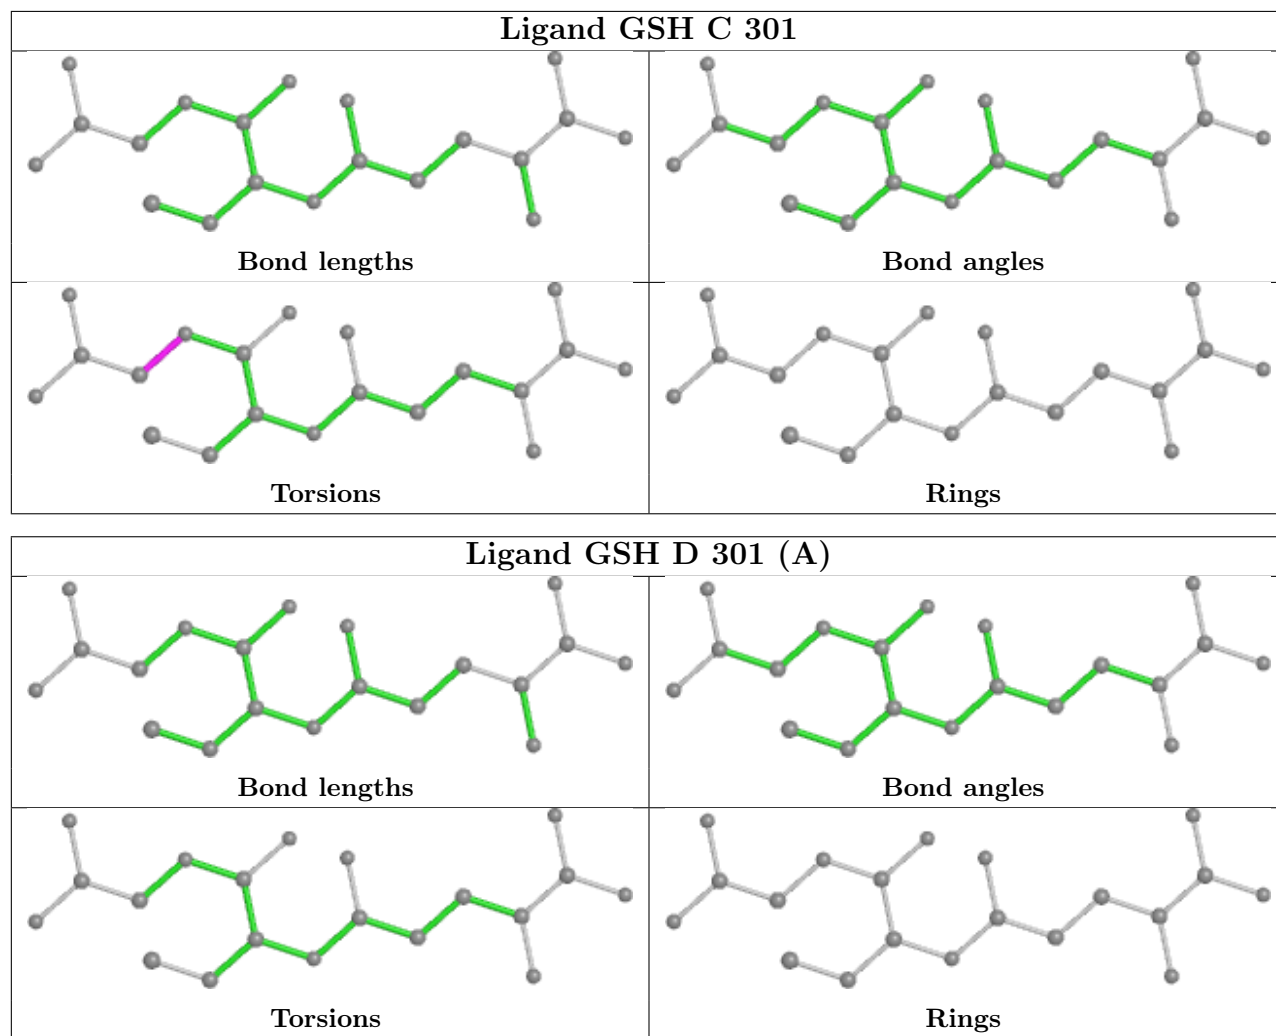 Ligand GSH C 301
Bond lengths
Bond angles
Torsions
Rings
Ligand GSH D 301 (A)
Bond lengths
Bond angles
Torsions
Rings